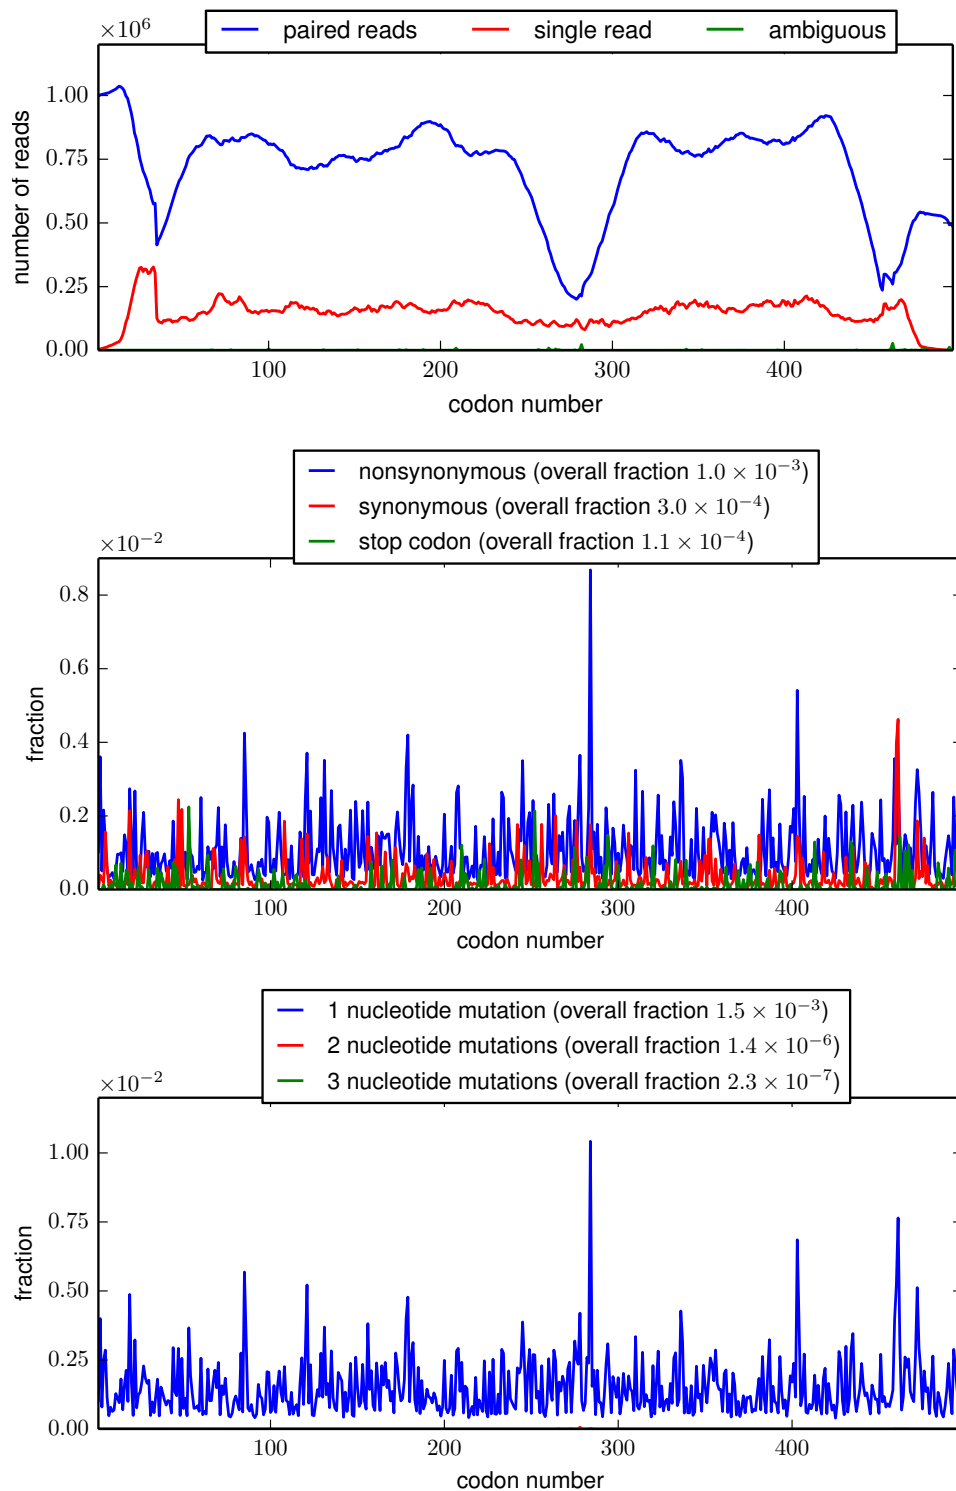 ×10⁶
paired reads single read ambiguous
1.00
0.75
0.50
0.25
0.00
number of reads
100 200 300 400
codon number
nonsynonymous (overall fraction 1.0 × 10⁻³)
synonymous (overall fraction 3.0 × 10⁻⁴)
stop codon (overall fraction 1.1 × 10⁻⁴)
×10⁻²
0.8
0.6
0.4
0.2
0.0
fraction
100 200 300 400
codon number
1 nucleotide mutation (overall fraction 1.5 × 10⁻³)
2 nucleotide mutations (overall fraction 1.4 × 10⁻⁶)
3 nucleotide mutations (overall fraction 2.3 × 10⁻⁷)
×10⁻²
1.00
0.75
0.50
0.25
0.00
fraction
100 200 300 400
codon number